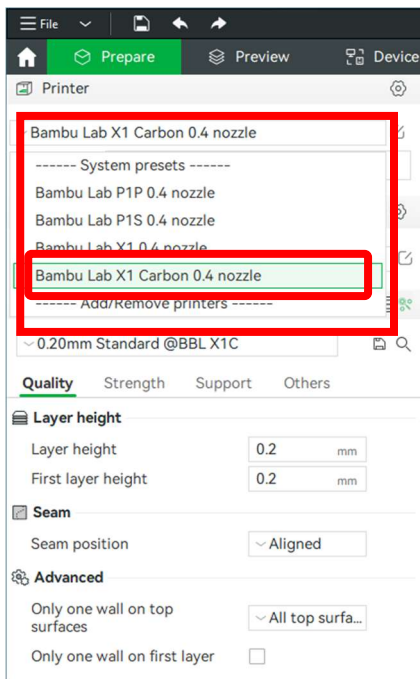 File
Prepare
Preview
Device
Printer
Bambu Lab X1 Carbon 0.4 nozzle
------ System presets ------
Bambu Lab P1P 0.4 nozzle
Bambu Lab P1S 0.4 nozzle
Bambu Lab X1 0.4 nozzle
Bambu Lab X1 Carbon 0.4 nozzle
------ Add/Remove printers ------
0.20mm Standard @BBL X1C
Quality Strength Support Others
Layer height
Layer height 0.2 mm
First layer height 0.2 mm
Seam
Seam position Aligned
Advanced
Only one wall on top
surfaces
All top surfa...
Only one wall on first layer